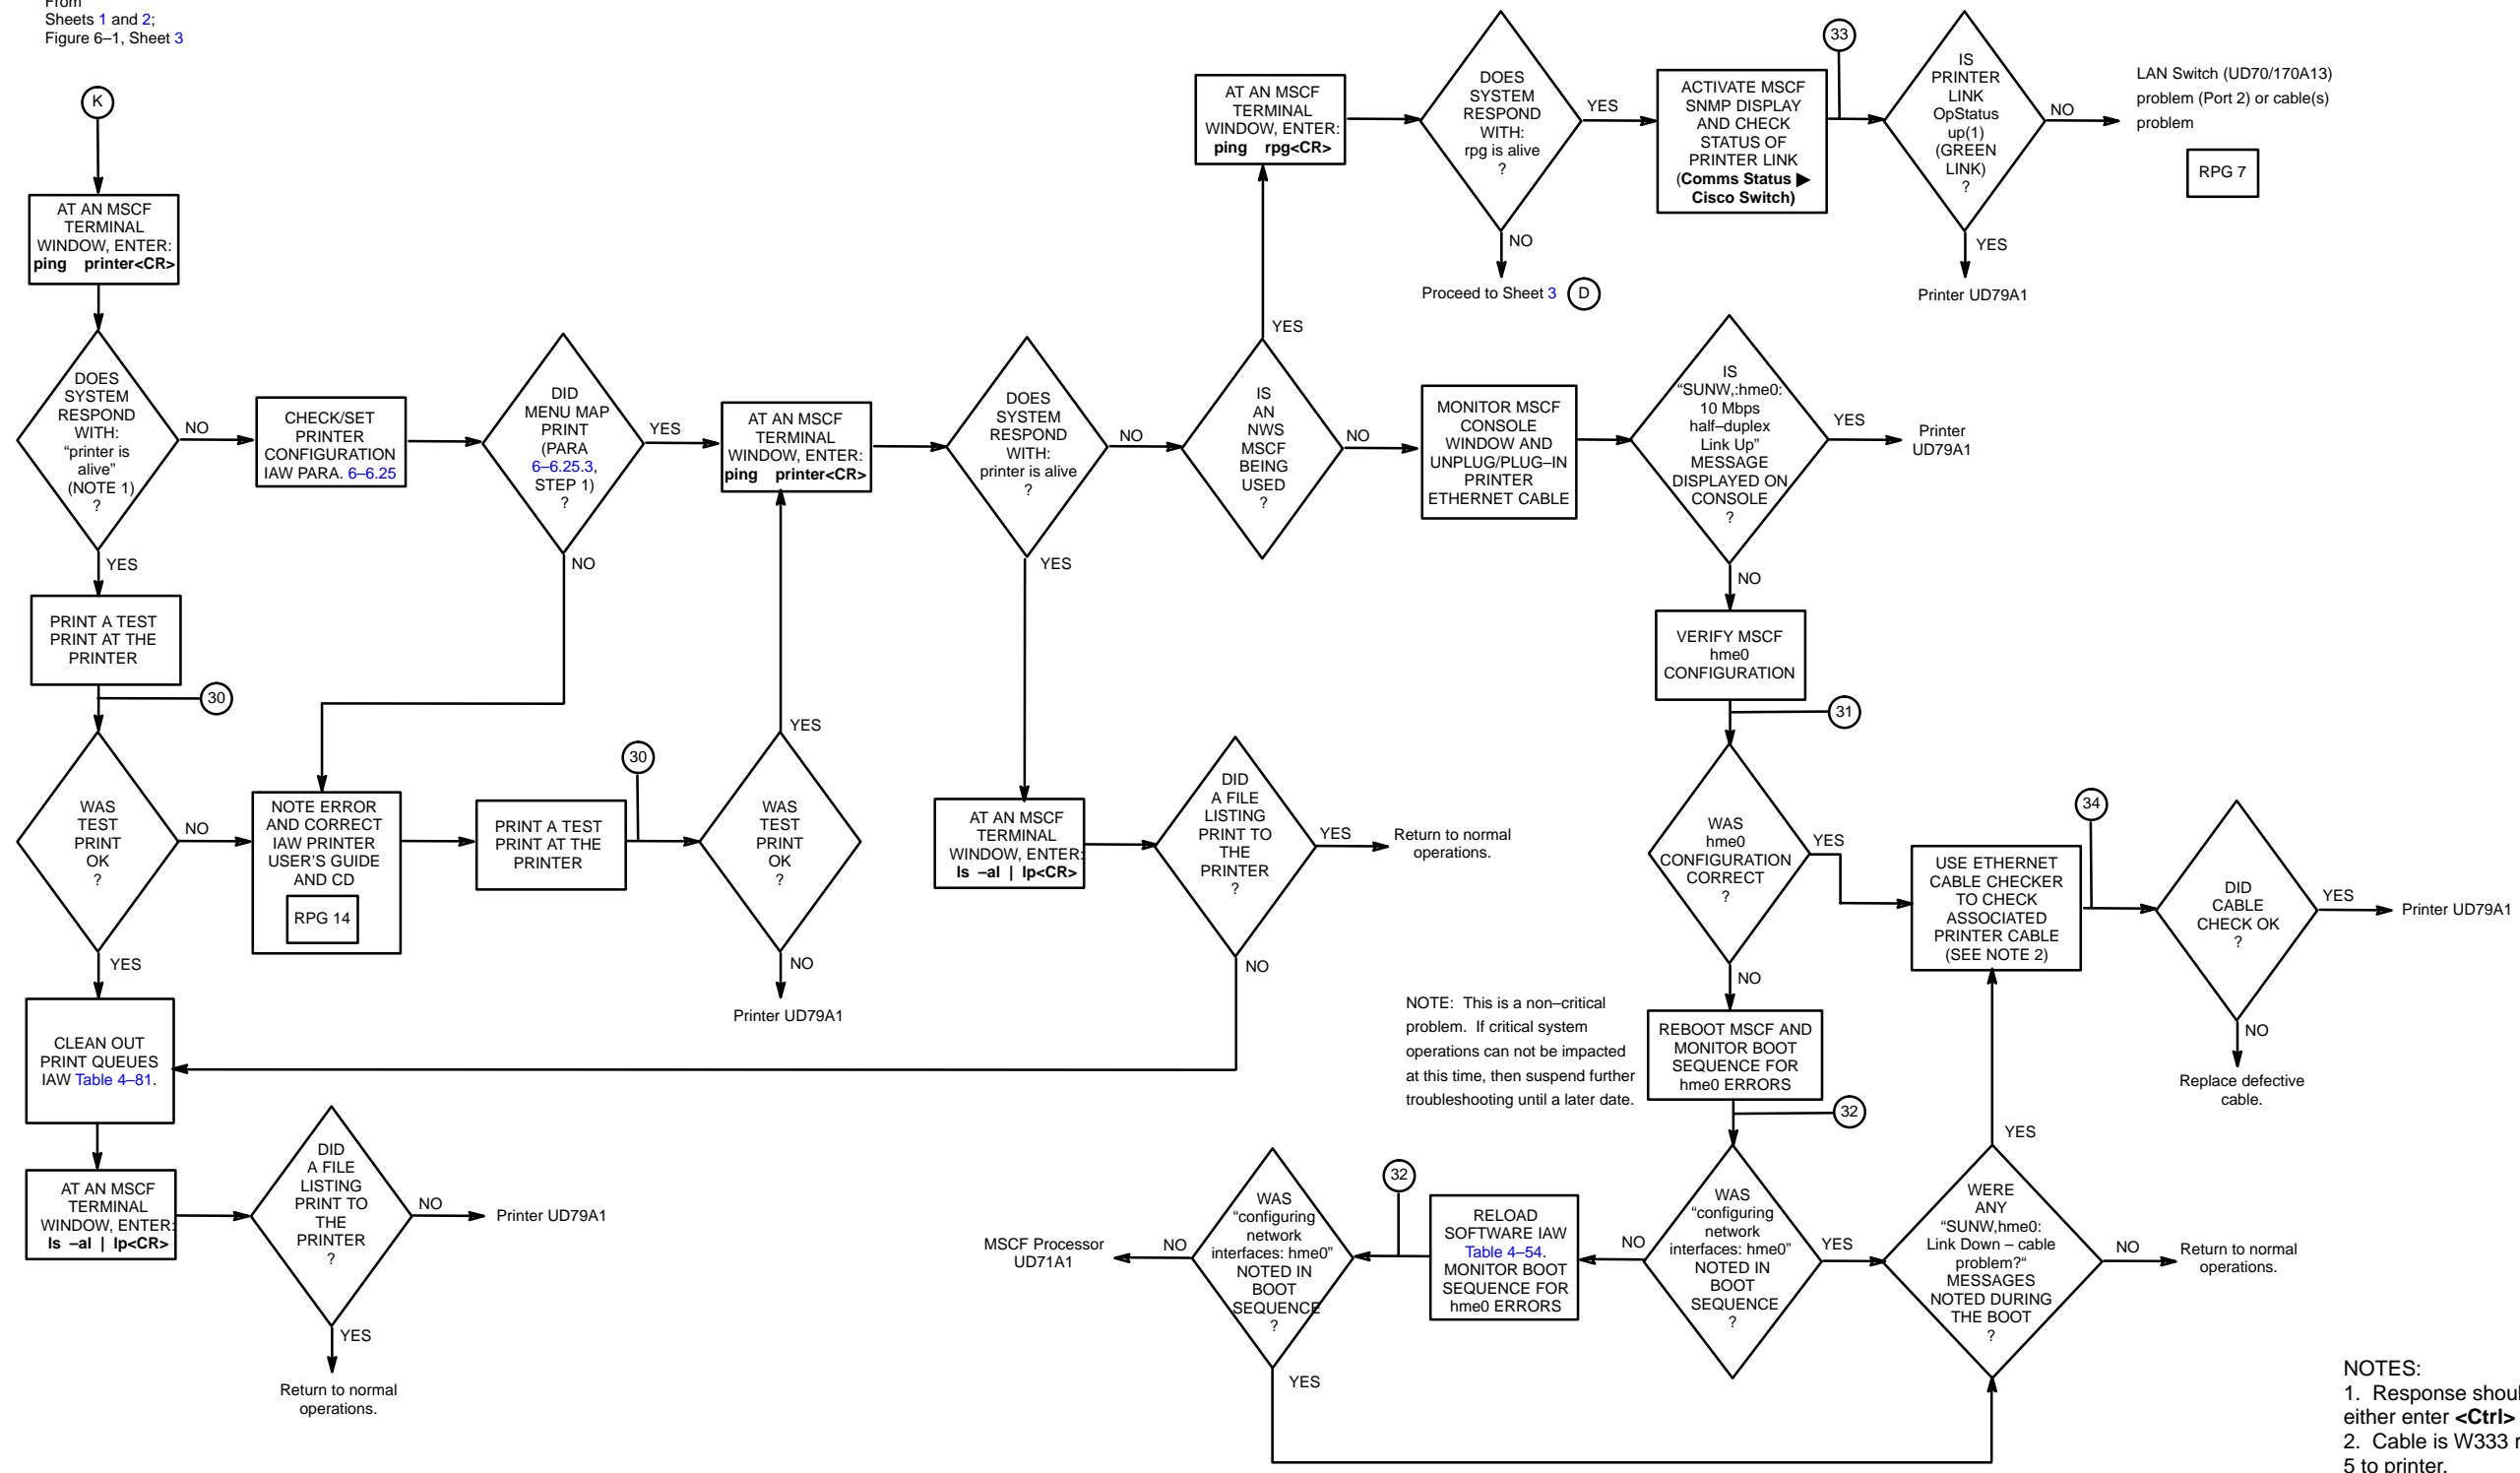 From
Sheets 1 and 2;
Figure 6–1, Sheet 3
K
AT AN MSCF
TERMINAL
WINDOW, ENTER:
ping printer<CR>
DOES
SYSTEM
RESPOND
WITH:
“printer is
alive”
(NOTE 1)
?
NO
YES
CHECK/SET
PRINTER
CONFIGURATION
IAW PARA. 6–6.25
DID
MENU MAP
PRINT
(PARA
6–6.25.3,
STEP 1)
?
YES
NO
AT AN MSCF
TERMINAL
WINDOW, ENTER:
ping printer<CR>
DOES
SYSTEM
RESPOND
WITH:
printer is alive
?
NO
YES
IS
AN
NWS
MSCF
BEING
USED
?
YES
NO
AT AN MSCF
TERMINAL
WINDOW, ENTER:
ping rpg<CR>
DOES
SYSTEM
RESPOND
WITH:
rpg is alive
?
YES
NO
Proceed to Sheet 3 D
ACTIVATE MSCF
SNMP DISPLAY
AND CHECK
STATUS OF
PRINTER LINK
(Comms Status ▶
Cisco Switch)
33
IS
PRINTER
LINK
OpStatus
up(1)
(GREEN
LINK)
?
NO
YES
Printer UD79A1
LAN Switch (UD70/170A13)
problem (Port 2) or cable(s)
problem
RPG 7
MONITOR MSCF
CONSOLE
WINDOW AND
UNPLUG/PLUG–IN
PRINTER
ETHERNET CABLE
IS
“SUNW,:hme0:
10 Mbps
half–duplex
Link Up”
MESSAGE
DISPLAYED ON
CONSOLE
?
YES
Printer
UD79A1
NO
VERIFY MSCF
hme0
CONFIGURATION
31
WAS
hme0
CONFIGURATION
CORRECT
?
YES
NO
PRINT A TEST
PRINT AT THE
PRINTER
30
WAS
TEST
PRINT
OK
?
NO
YES
NOTE ERROR
AND CORRECT
IAW PRINTER
USER’S GUIDE
AND CD
RPG 14
PRINT A TEST
PRINT AT THE
PRINTER
30
WAS
TEST
PRINT
OK
?
YES
NO
Printer UD79A1
AT AN MSCF
TERMINAL
WINDOW, ENTER:
ls –al | lp<CR>
DID
A FILE
LISTING
PRINT TO
THE
PRINTER
?
YES
Return to normal
operations.
NO
USE ETHERNET
CABLE CHECKER
TO CHECK
ASSOCIATED
PRINTER CABLE
(SEE NOTE 2)
34
DID
CABLE
CHECK OK
?
YES
Printer UD79A1
NO
Replace defective
cable.
CLEAN OUT
PRINT QUEUES
IAW Table 4–81.
AT AN MSCF
TERMINAL
WINDOW, ENTER:
ls –al | lp<CR>
DID
A FILE
LISTING
PRINT TO
THE
PRINTER
?
NO
Printer UD79A1
YES
Return to normal
operations.
NOTE: This is a non–critical
problem. If critical system
operations can not be impacted
at this time, then suspend further
troubleshooting until a later date.
REBOOT MSCF AND
MONITOR BOOT
SEQUENCE FOR
hme0 ERRORS
32
WAS
“configuring
network
interfaces: hme0”
NOTED IN
BOOT
SEQUENCE
?
NO
YES
RELOAD
SOFTWARE IAW
Table 4–54.
MONITOR BOOT
SEQUENCE FOR
hme0 ERRORS
32
WAS
“configuring
network
interfaces: hme0”
NOTED IN
BOOT
SEQUENCE
?
NO
MSCF Processor
UD71A1
YES
WERE
ANY
“SUNW,hme0:
Link Down – cable
problem?“
MESSAGES
NOTED DURING
THE BOOT
?
YES
NO
Return to normal
operations.
NOTES:
1. Response
either enter <Ctrl>
2. Cable is W333
5 to printer.